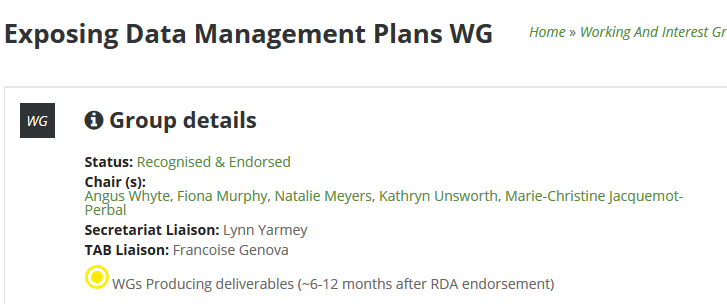 Exposing Data Management Plans WG
Home » Working And Interest Gr
WG
Group details
Status: Recognised & Endorsed
Chair (s):
Angus Whyte, Fiona Murphy, Natalie Meyers, Kathryn Unsworth, Marie-Christine Jacquemot-
Perbal
Secretariat Liaison: Lynn Yarmey
TAB Liaison: Francoise Genova
WGs Producing deliverables (~6-12 months after RDA endorsement)